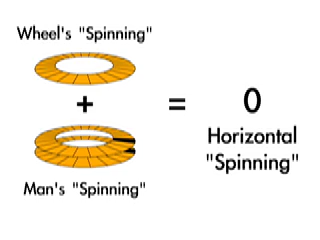 Wheel's "Spinning"
+
= 0
Horizontal
"Spinning"
Man's "Spinning"